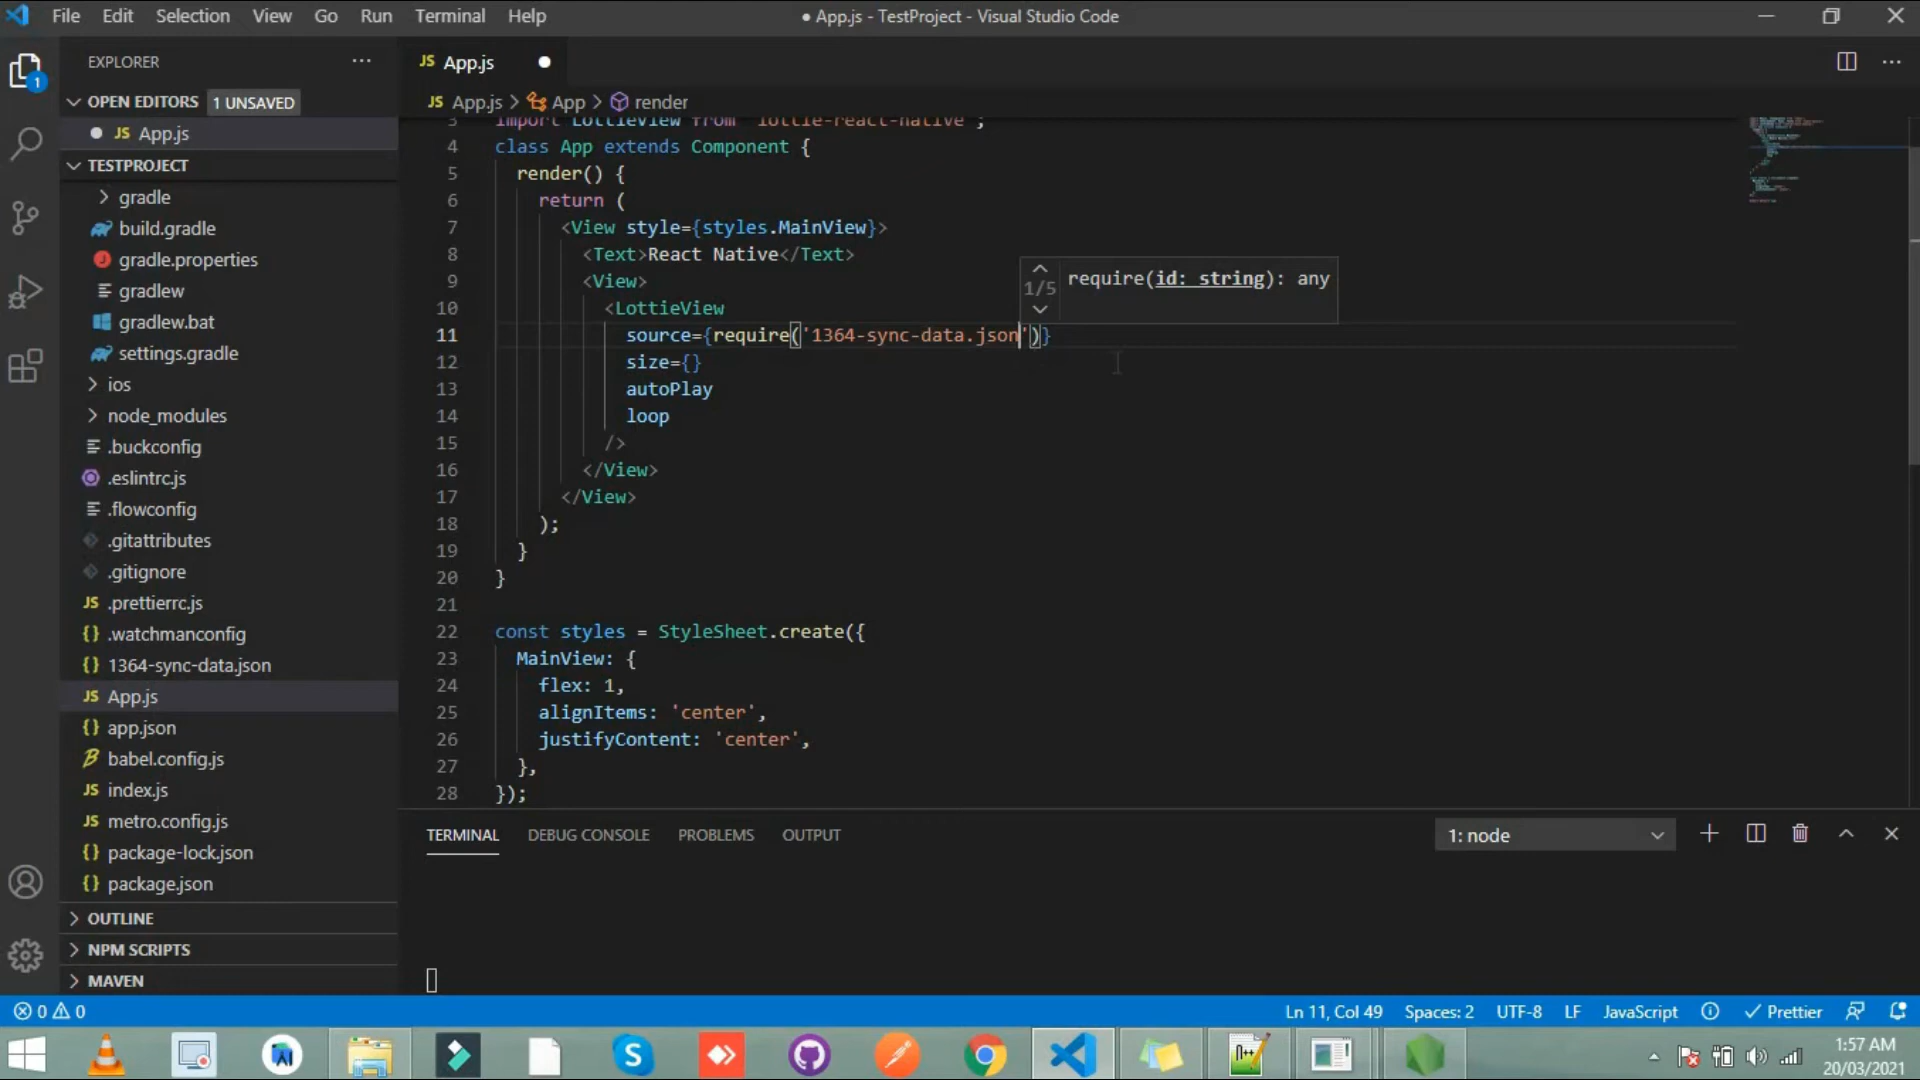 File Edit Selection View Go Run Terminal Help
● App.js - TestProject - Visual Studio Code
EXPLORER
OPEN EDITORS 1 UNSAVED
JS App.js
TESTPROJECT
gradle
build.gradle
gradle.properties
gradlew
gradlew.bat
settings.gradle
ios
node_modules
.buckconfig
.eslintrc.js
.flowconfig
.gitattributes
.gitignore
JS .prettierrc.js
{} .watchmanconfig
{} 1364-sync-data.json
JS App.js
{} app.json
babel.config.js
JS index.js
JS metro.config.js
{} package-lock.json
{} package.json
OUTLINE
NPM SCRIPTS
MAVEN
1
JS App.js
JS App.js > App > render
3 import LottieView from 'lottie-react-native';
4 class App extends Component {
5 render() {
6 return (
7 <View style={styles.MainView}>
8 <Text>React Native</Text>
9 <View>
10 <LottieView
11 source={require('1364-sync-data.json')}
12 size={}
13 autoPlay
14 loop
15 />
16 </View>
17 </View>
18 );
19 }
20 }
21
22 const styles = StyleSheet.create({
23 MainView: {
24 flex: 1,
25 alignItems: 'center',
26 justifyContent: 'center',
27 },
28 });
1/5 require(id: string): any
TERMINAL DEBUG CONSOLE PROBLEMS OUTPUT
1: node
0 0
Ln 11, Col 49 Spaces: 2 UTF-8 LF JavaScript Prettier
1:57 AM
20/03/2021